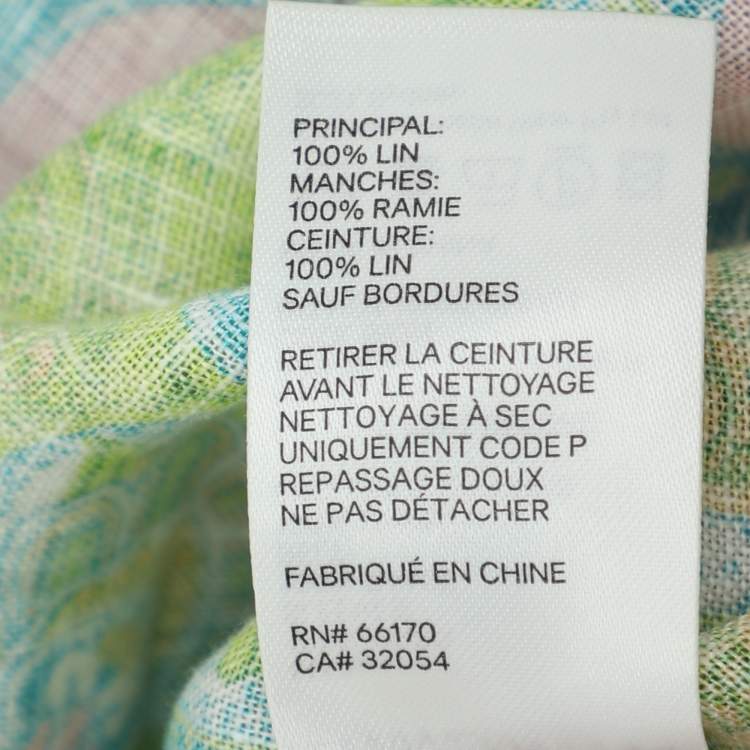 PRINCIPAL:
100% LIN
MANCHES:
100% RAMIE
CEINTURE:
100% LIN
SAUF BORDURES
RETIRER LA CEINTURE
AVANT LE NETTOYAGE
NETTOYAGE À SEC
UNIQUEMENT CODE P
REPASSAGE DOUX
NE PAS DÉTACHER
FABRIQUÉ EN CHINE
RN# 66170
CA# 32054